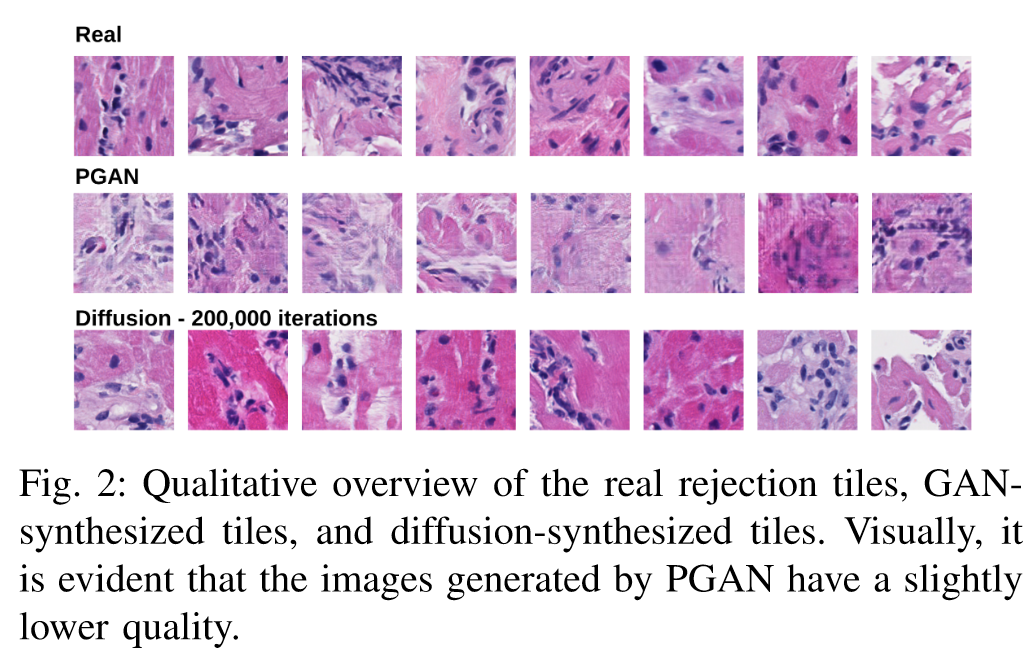 Real
PGAN
Diffusion - 200,000 iterations
Fig. 2: Qualitative overview of the real rejection tiles, GAN-
synthesized tiles, and diffusion-synthesized tiles. Visually, it
is evident that the images generated by PGAN have a slightly
lower quality.